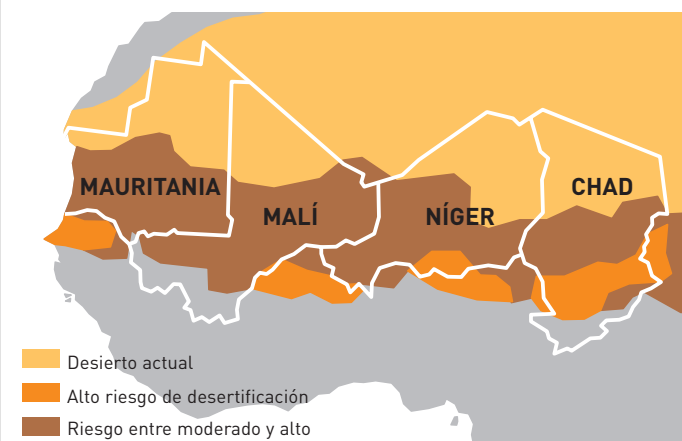 MAURITANIA
MALÍ
NÍGER
CHAD
Desierto actual
Alto riesgo de desertificación
Riesgo entre moderado y alto